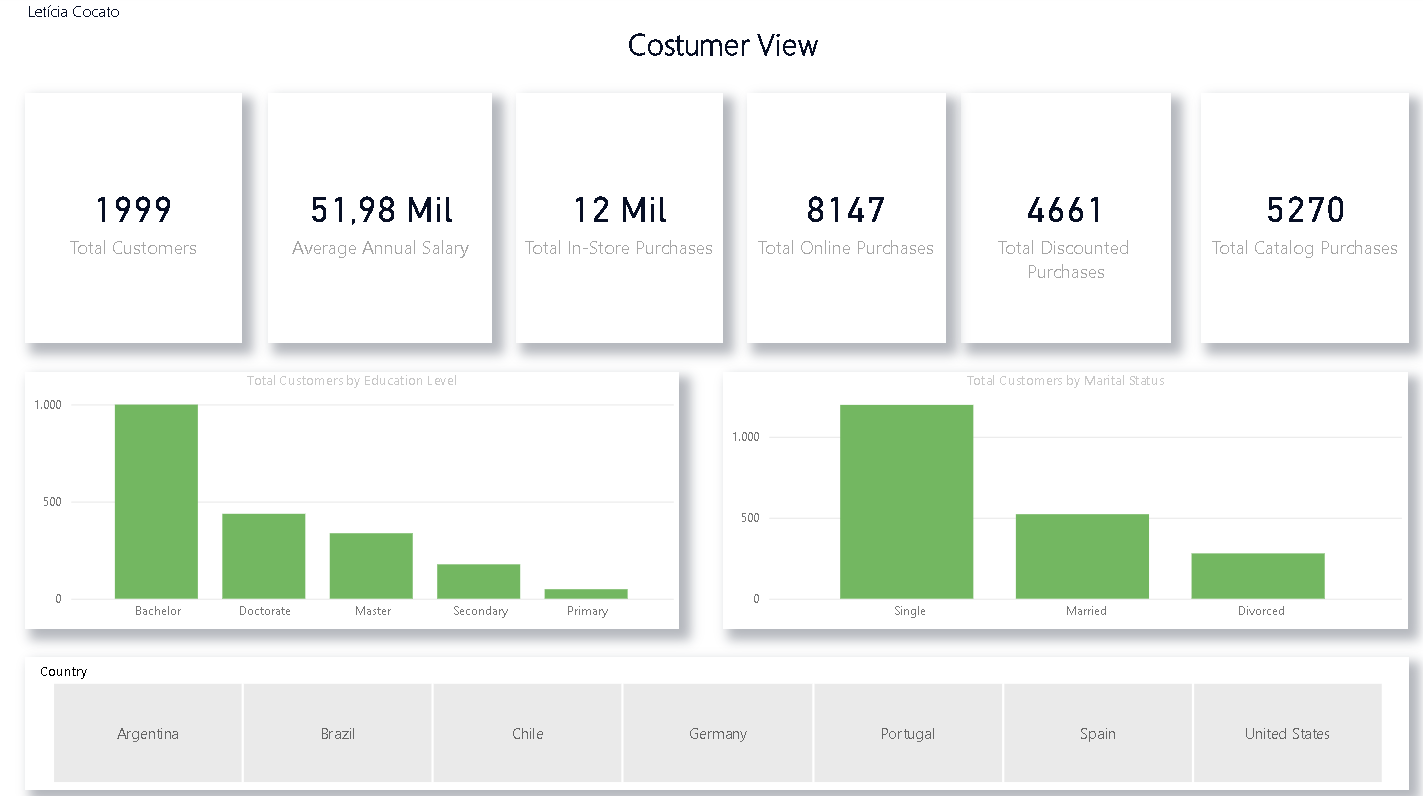 Letícia Cocato
Costumer View
1999
Total Customers
51,98 Mil
Average Annual Salary
12 Mil
Total In-Store Purchases
8147
Total Online Purchases
4661
Total Discounted
Purchases
5270
Total Catalog Purchases
Total Customers by Education Level
1.000
500
0
Bachelor
Doctorate
Master
Secondary
Primary
Total Customers by Marital Status
1.000
500
0
Single
Married
Divorced
Country
Argentina
Brazil
Chile
Germany
Portugal
Spain
United States